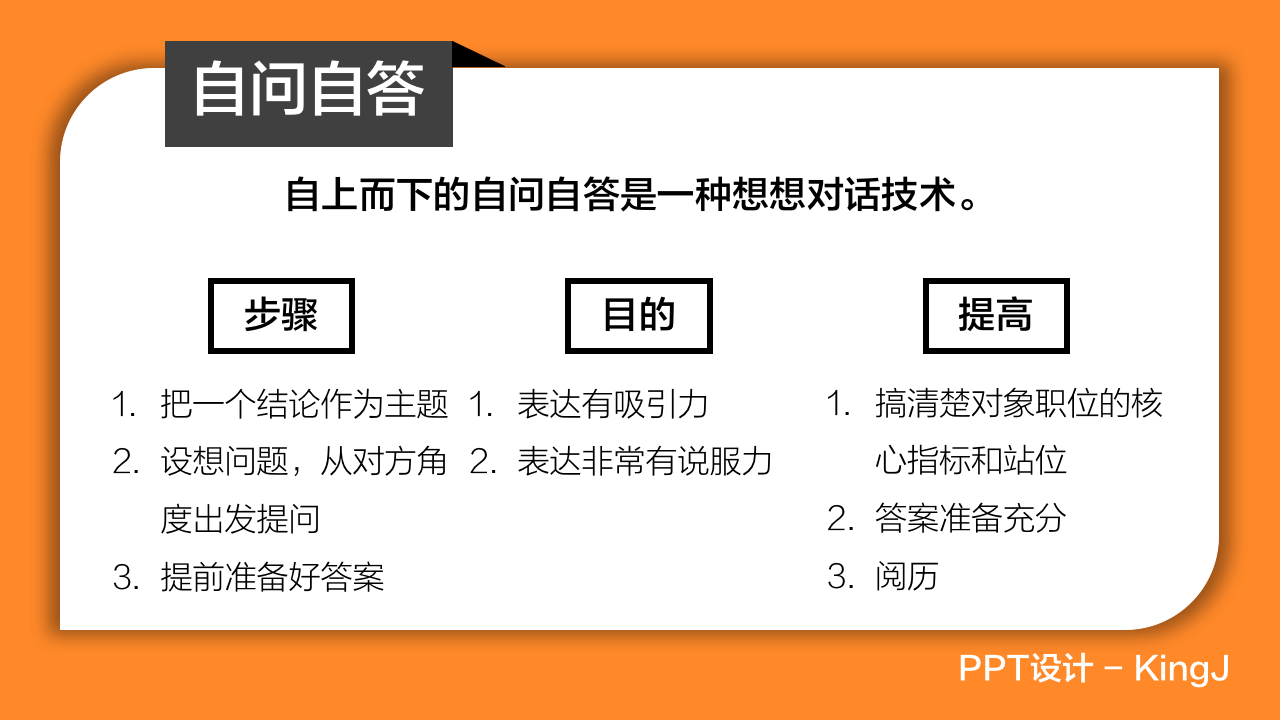 自问自答
自上而下的自问自答是一种想想对话技术。
步骤
1. 把一个结论作为主题
2. 设想问题，从对方角
度出发提问
3. 提前准备好答案
目的
1. 表达有吸引力
2. 表达非常有说服力
提高
1. 搞清楚对象职位的核
心指标和站位
2. 答案准备充分
3. 阅历
PPT设计 – KingJ